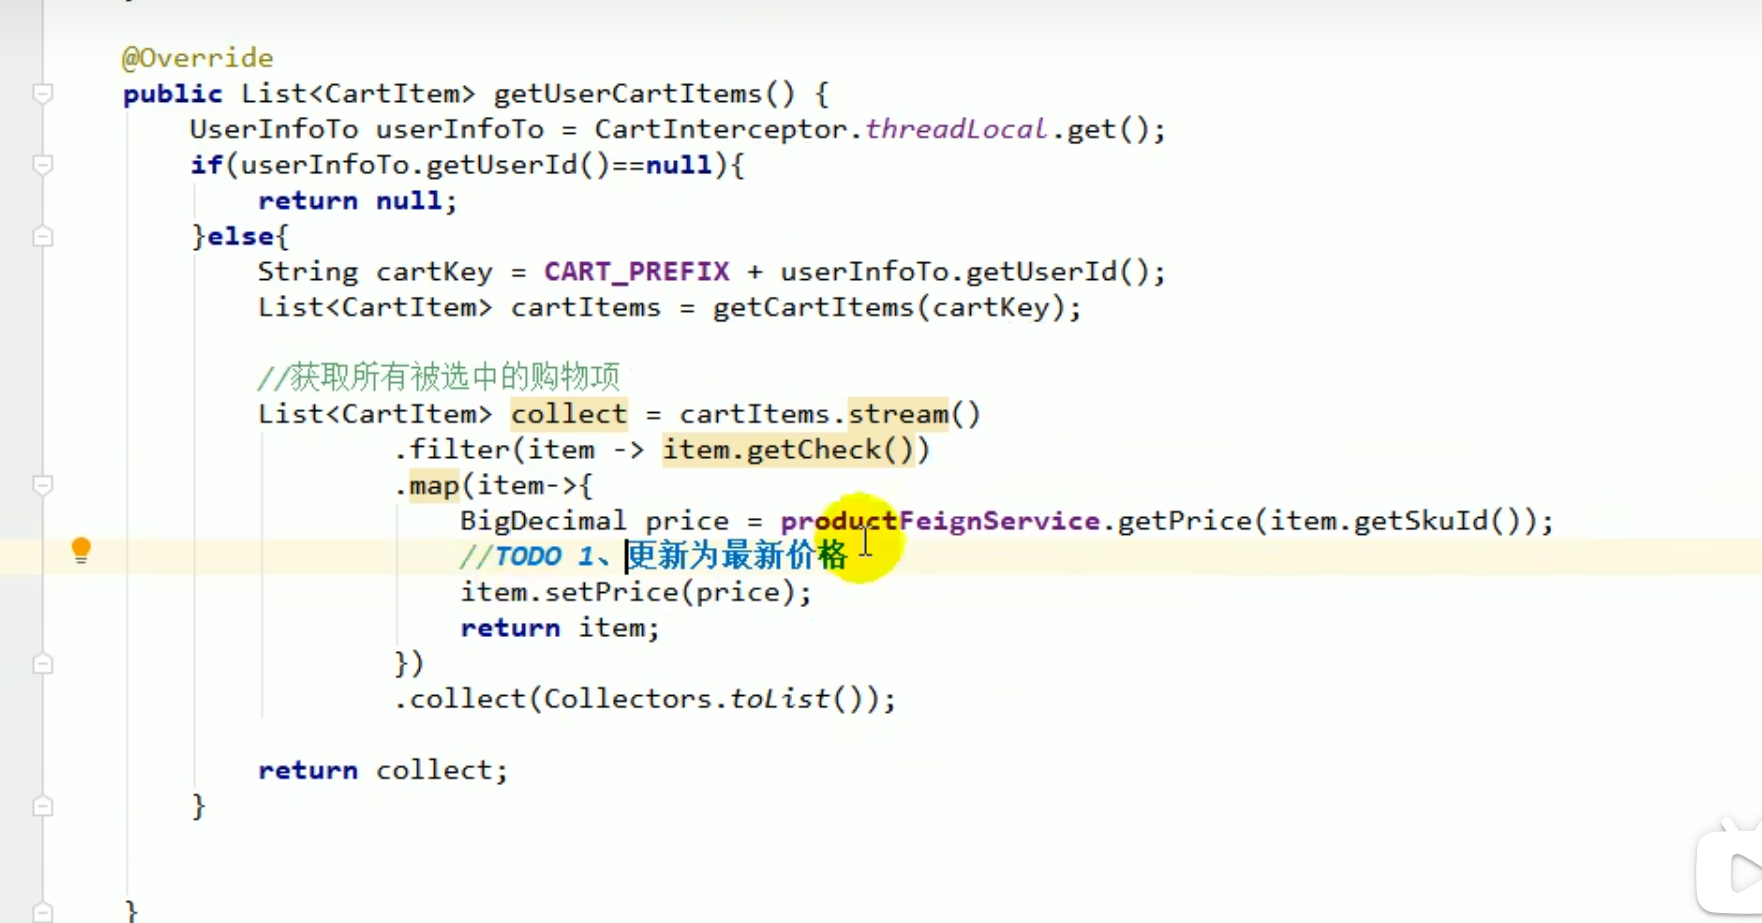 @Override
public List<CartItem> getUserCartItems() {
UserInfoTo userInfoTo = CartInterceptor.threadLocal.get();
if(userInfoTo.getUserId()==null){
return null;
}else{
String cartKey = CART_PREFIX + userInfoTo.getUserId();
List<CartItem> cartItems = getCartItems(cartKey);
//获取所有被选中的购物项
List<CartItem> collect = cartItems.stream()
.filter(item -> item.getCheck())
.map(item->{
BigDecimal price = productFeignService.getPrice(item.getSkuId());
//TODO 1、更新为最新价格
item.setPrice(price);
return item;
})
.collect(Collectors.toList());
return collect;
}
}